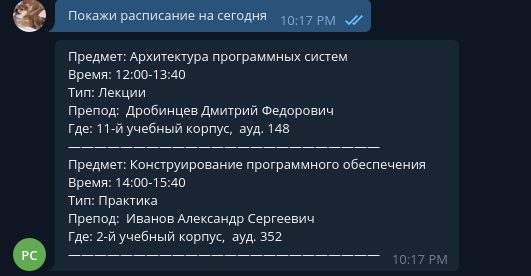 Покажи расписание на сегодня
10:17 PM
Предмет: Архитектура программных систем
Время: 12:00-13:40
Тип: Лекции
Препод:  Дробинцев Дмитрий Федорович
Где: 11-й учебный корпус,  ауд. 148
————————————————————————
Предмет: Конструирование программного обеспечения
Время: 14:00-15:40
Тип: Практика
Препод:  Иванов Александр Сергеевич
Где: 2-й учебный корпус,  ауд. 352
————————————————————————
РС
10:17 PM